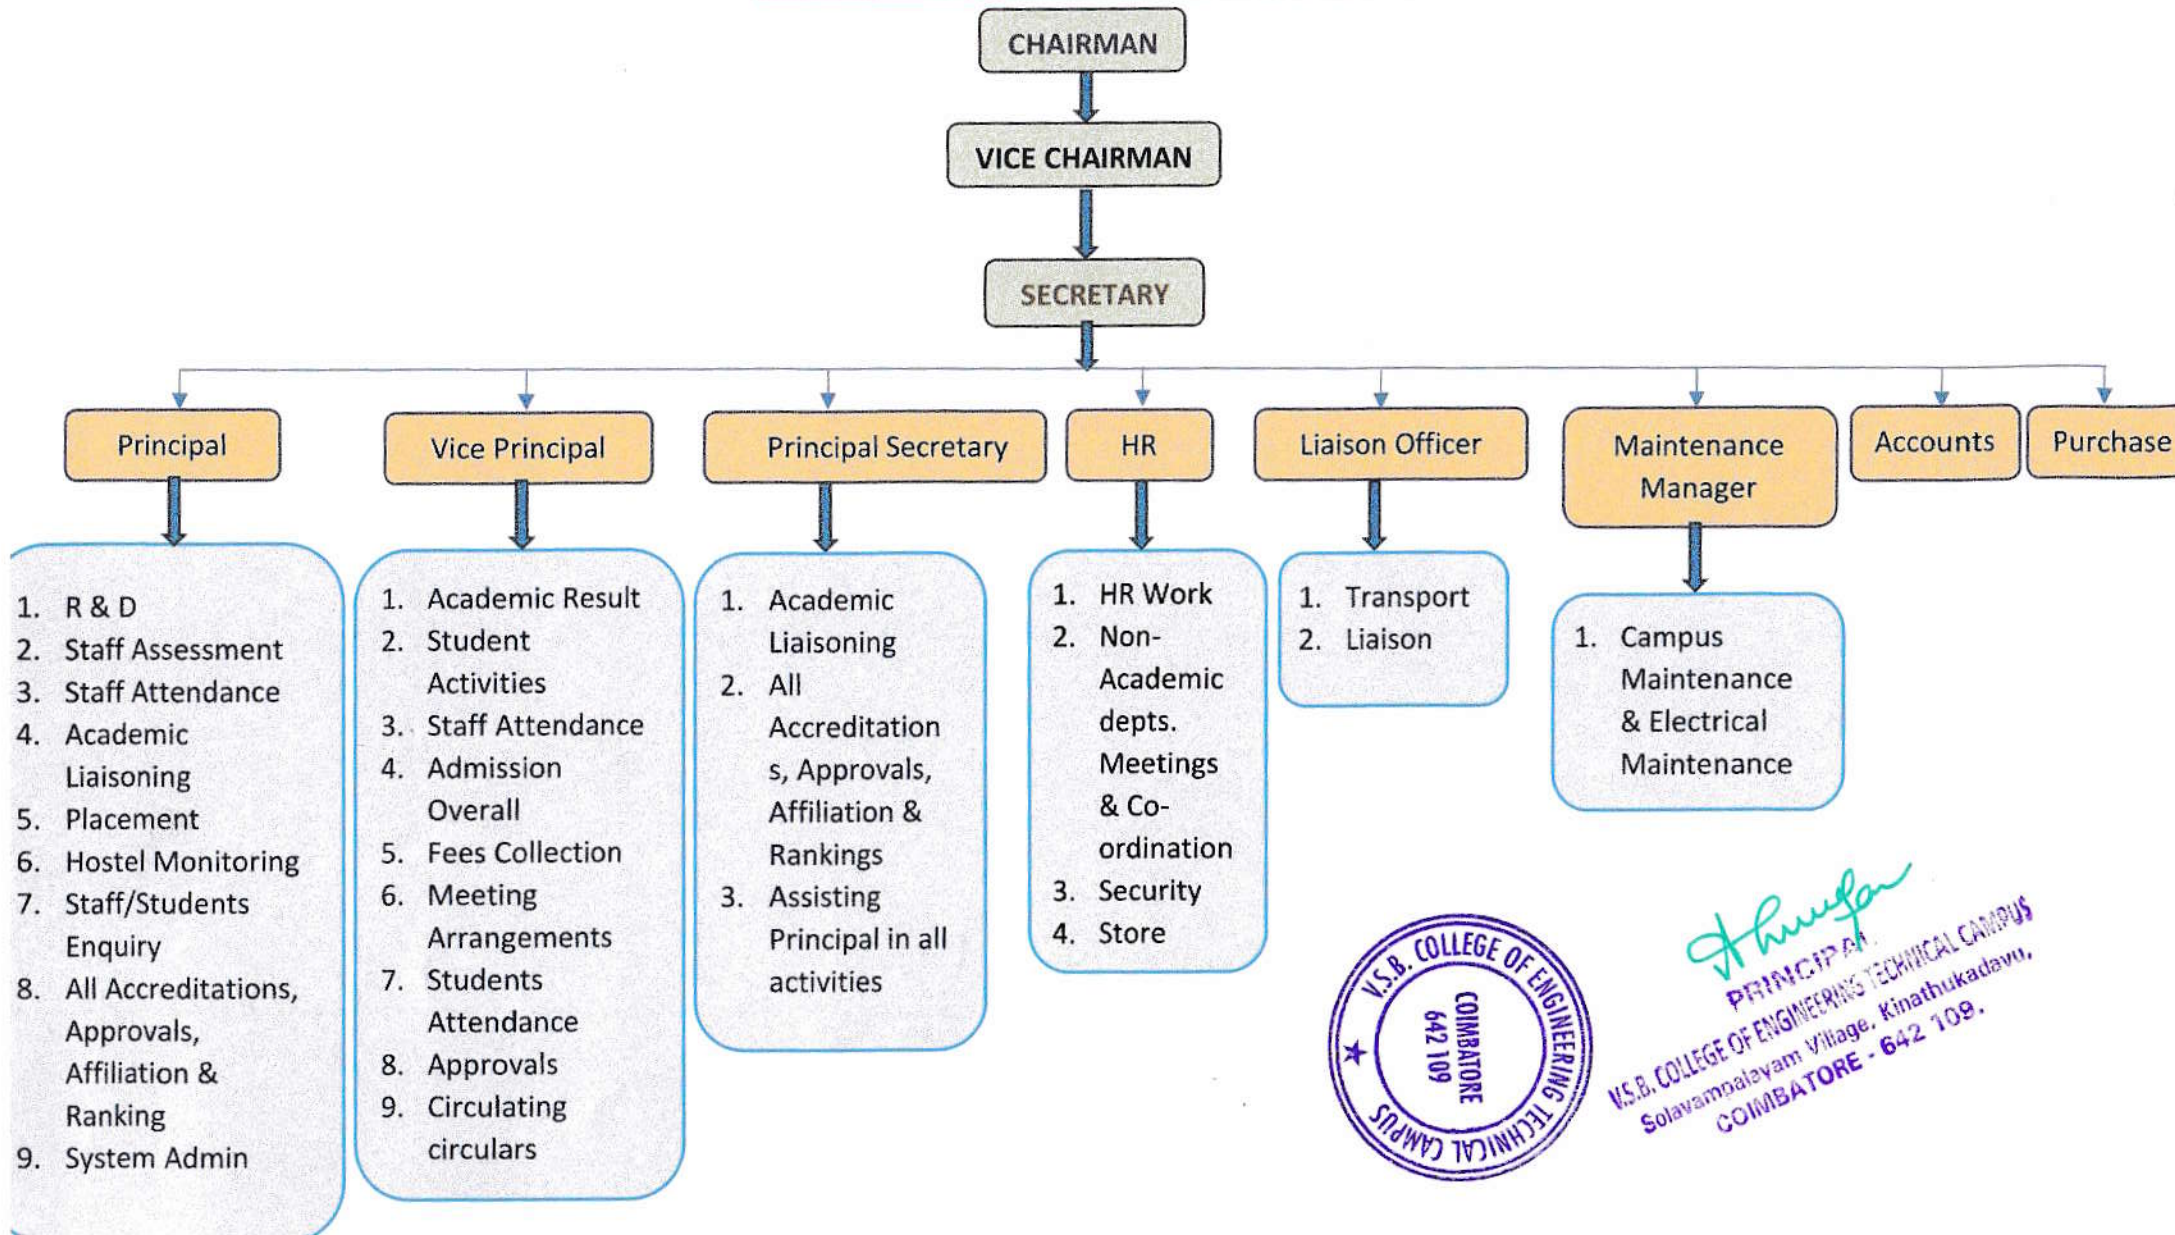 CHAIRMAN
VICE CHAIRMAN
SECRETARY
Principal
Vice Principal
Principal Secretary
HR
Liaison Officer
Maintenance
Manager
Accounts
Purchase
1. R & D
2. Staff Assessment
3. Staff Attendance
4. Academic
Liaisoning
5. Placement
6. Hostel Monitoring
7. Staff/Students
Enquiry
8. All Accreditations,
Approvals,
Affiliation &
Ranking
9. System Admin
1. Academic Result
2. Student
Activities
3. Staff Attendance
4. Admission
Overall
5. Fees Collection
6. Meeting
Arrangements
7. Students
Attendance
8. Approvals
9. Circulating
circulars
1. Academic
Liaisoning
2. All
Accreditation
s, Approvals,
Affiliation &
Rankings
3. Assisting
Principal in all
activities
1. HR Work
2. Non-
Academic
depts.
Meetings
& Co-
ordination
3. Security
4. Store
1. Transport
2. Liaison
1. Campus
Maintenance
& Electrical
Maintenance
V.S.B. COLLEGE OF ENGINEERING TECHNICAL CAMPUS
COIMBATORE
642 109
PRINCIPAL
V.S.B. COLLEGE OF ENGINEERING TECHNICAL CAMPUS
Solavampalayam Village, Kinathukadavu,
COIMBATORE - 642 109.